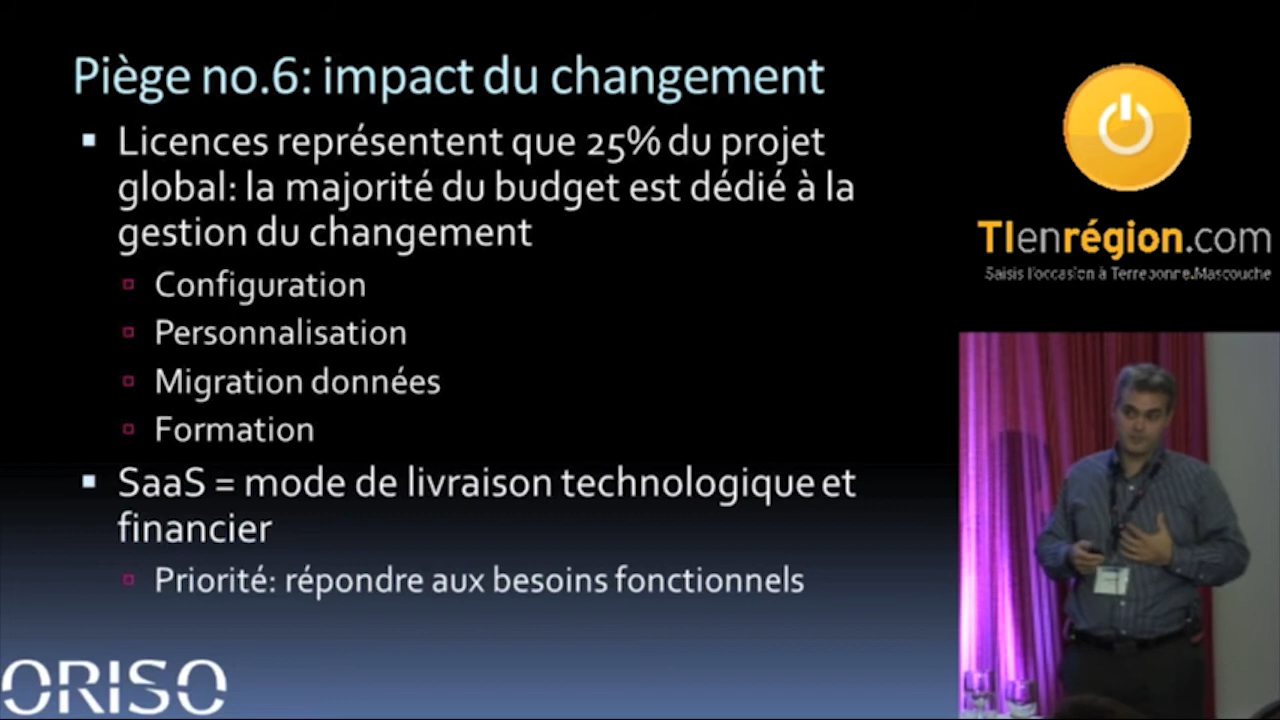 Piège no.6: impact du changement
Licences représentent que 25% du projet
global: la majorité du budget est dédié à la
gestion du changement
Configuration
Personnalisation
Migration données
Formation
SaaS = mode de livraison technologique et
financier
Priorité: répondre aux besoins fonctionnels
ORISO
TIenrégion.com
Saisis l'occasion à Terrebonne.Mascouche